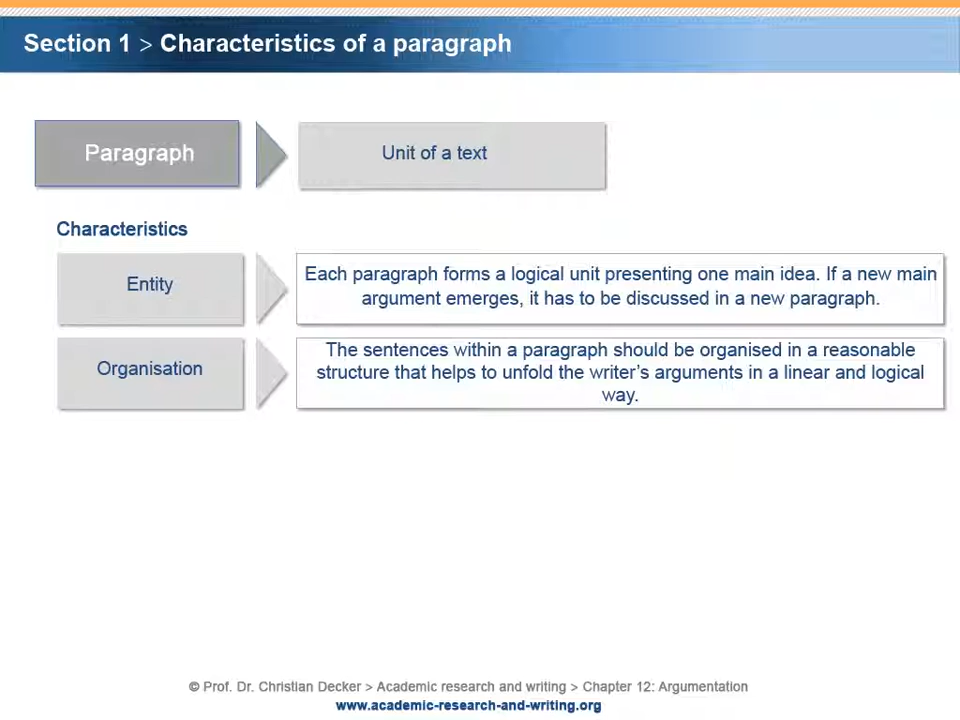 Section 1 > Characteristics of a paragraph
Paragraph
Unit of a text
Characteristics
Entity
Each paragraph forms a logical unit presenting one main idea. If a new main
argument emerges, it has to be discussed in a new paragraph.
Organisation
The sentences within a paragraph should be organised in a reasonable
structure that helps to unfold the writer's arguments in a linear and logical
way.
© Prof. Dr. Christian Decker > Academic research and writing > Chapter 12: Argumentation
www.academic-research-and-writing.org